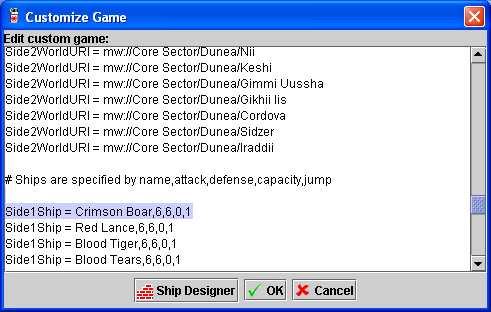 Customize Game
Edit custom game:
Side2WorldURI = mw://Core Sector/Dunea/Nii
Side2WorldURI = mw://Core Sector/Dunea/Keshi
Side2WorldURI = mw://Core Sector/Dunea/Gimmi Uussha
Side2WorldURI = mw://Core Sector/Dunea/Gikhii Iis
Side2WorldURI = mw://Core Sector/Dunea/Cordova
Side2WorldURI = mw://Core Sector/Dunea/Sidzer
Side2WorldURI = mw://Core Sector/Dunea/Iraddii
# Ships are specified by name,attack,defense,capacity,jump
Side1Ship = Crimson Boar,6,6,0,1
Side1Ship = Red Lance,6,6,0,1
Side1Ship = Blood Tiger,6,6,0,1
Side1Ship = Blood Tears,6,6,0,1
Ship Designer OK Cancel